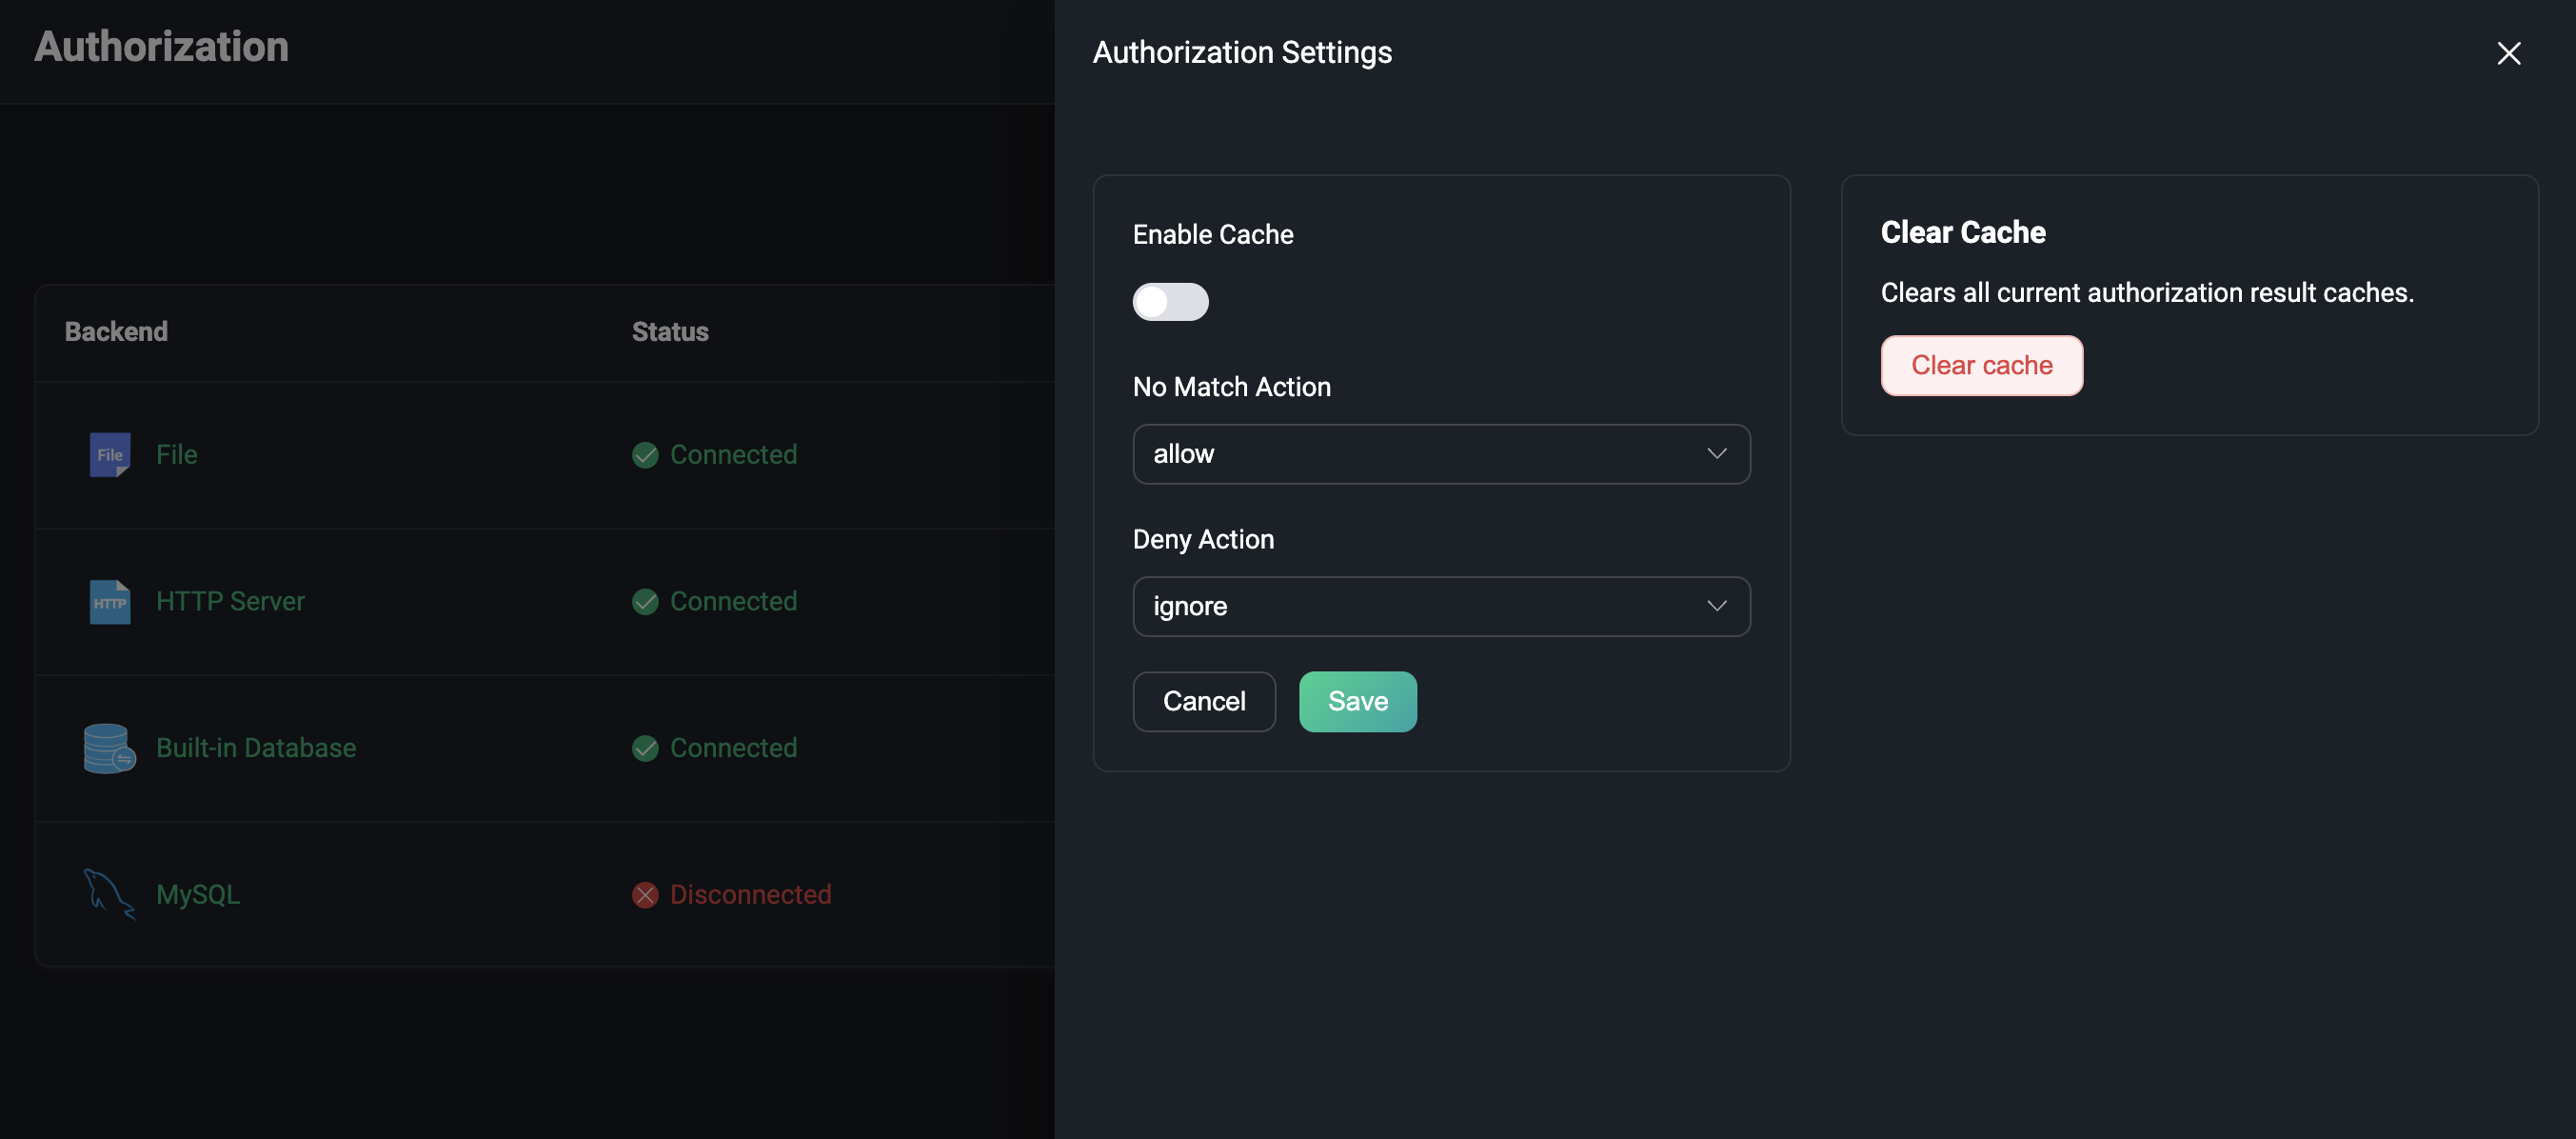 Authorization
Backend
Status
File
File
Connected
HTTP
HTTP Server
Connected
Built-in Database
Connected
MySQL
Disconnected
Authorization Settings
Enable Cache
No Match Action
allow
Deny Action
ignore
Cancel
Save
Clear Cache
Clears all current authorization result caches.
Clear cache